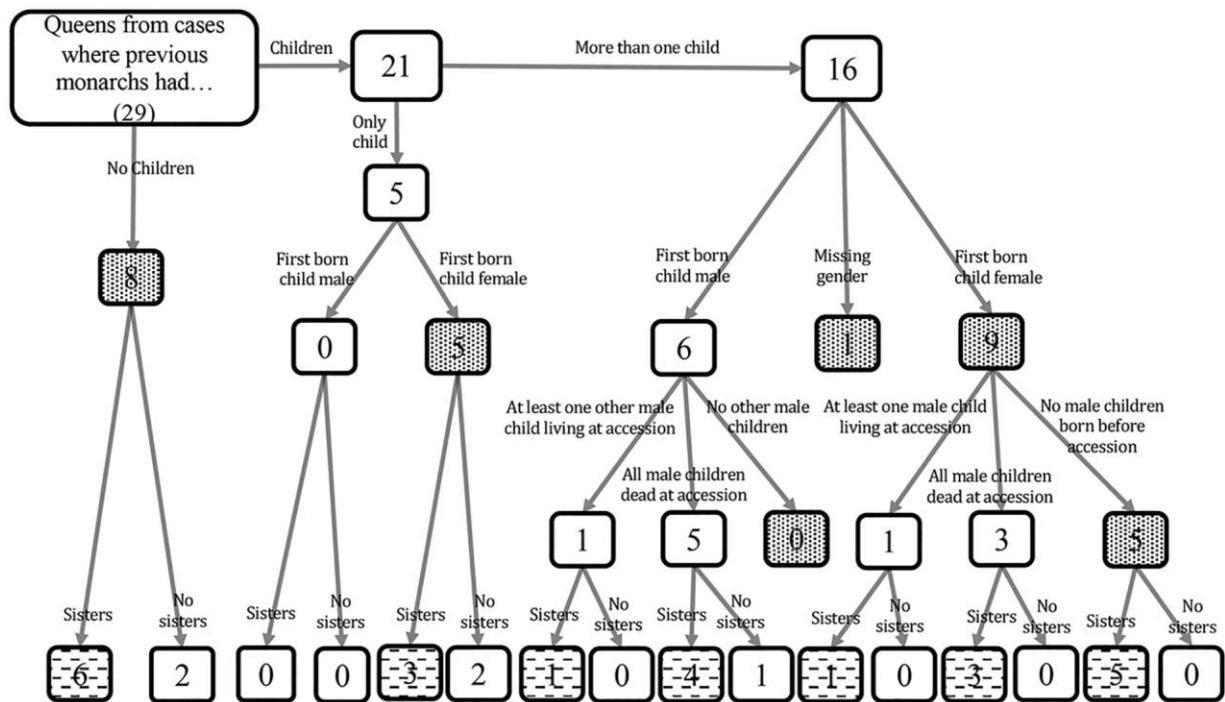 Queens from cases
where previous
monarchs had…
(29)
Children
21
More than one child
16
Only
child
No Children
5
8
First born
child male
First born
child female
First born
child male
Missing
gender
First born
child female
0
5
6
1
9
At least one other male
child living at accession
No other male
children
At least one male child
living at accession
No male children
born before
accession
All male children
dead at accession
All male children
dead at accession
1
5
0
1
3
5
Sisters
No
sisters
Sisters
No
sisters
Sisters
No
sisters
Sisters
No
sisters
Sisters
No
sisters
Sisters
No
sisters
Sisters
No
sisters
Sisters
No
sisters
6
2
0
0
3
2
1
0
4
1
1
0
3
0
5
0